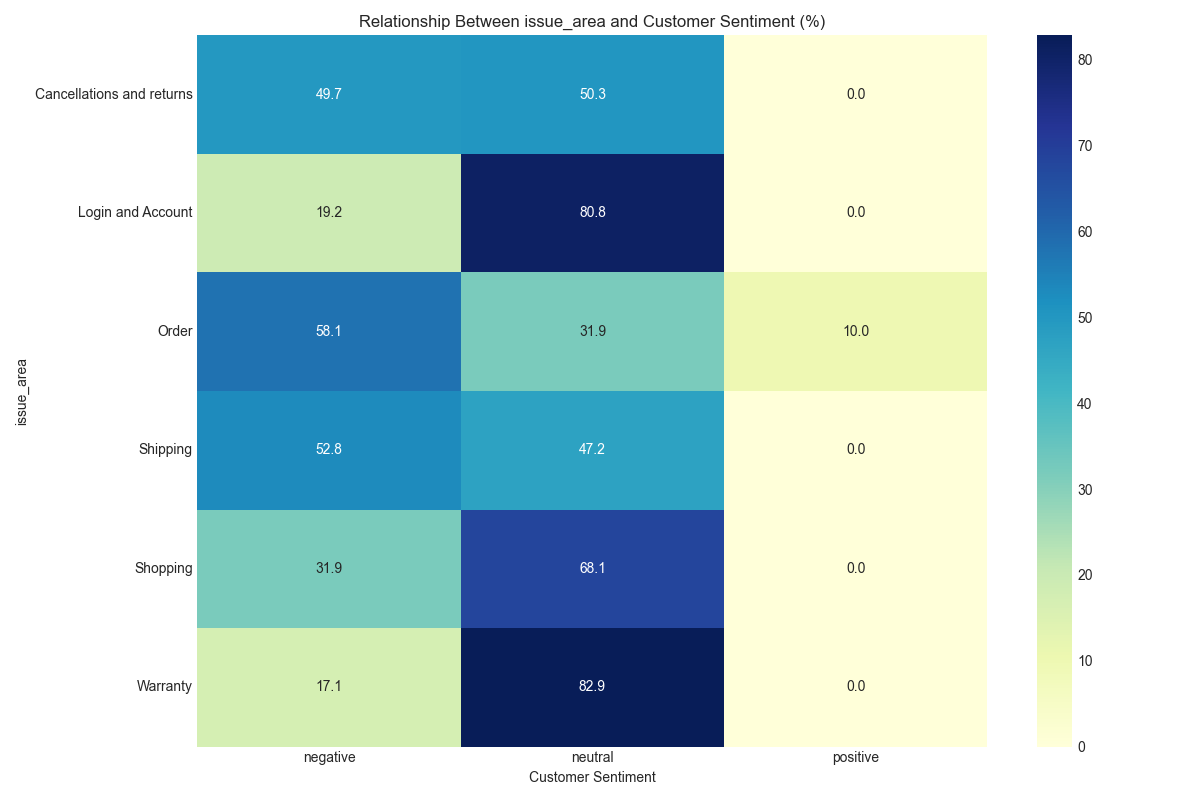 Relationship Between issue_area and Customer Sentiment (%)
issue_area
Cancellations and returns 49.7 50.3 0.0
Login and Account 19.2 80.8 0.0
Order 58.1 31.9 10.0
Shipping 52.8 47.2 0.0
Shopping 31.9 68.1 0.0
Warranty 17.1 82.9 0.0
negative neutral positive
Customer Sentiment
80
70
60
50
40
30
20
10
0